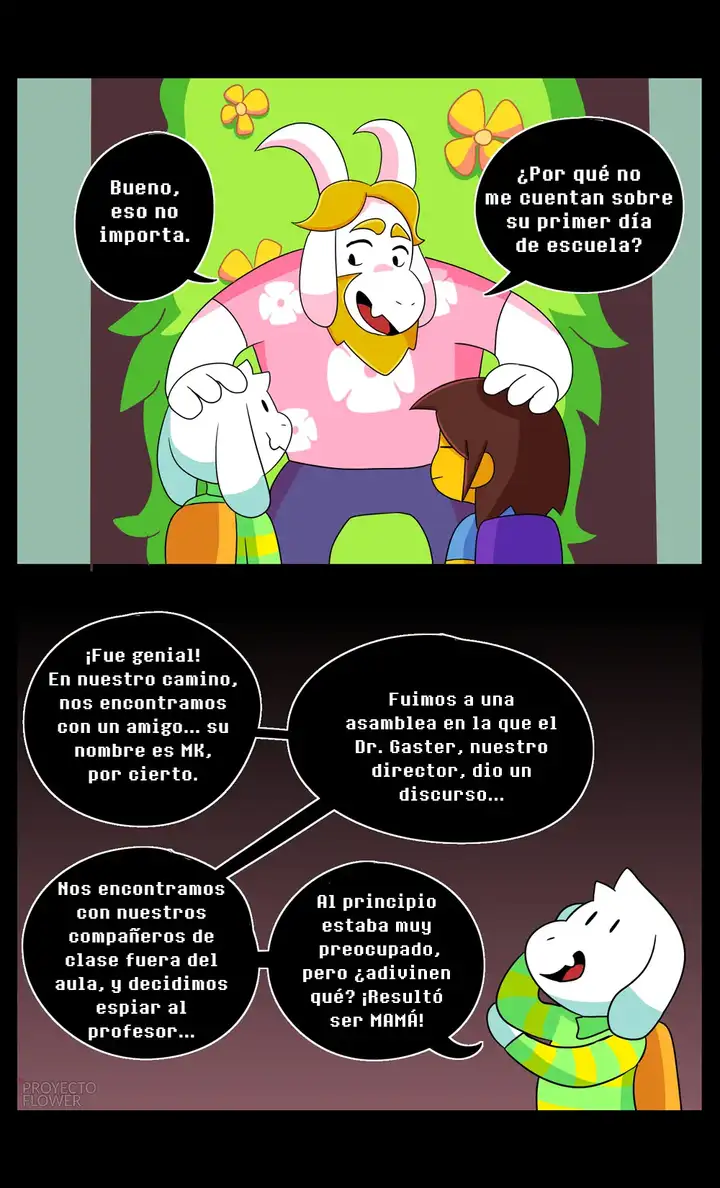 Bueno,
eso no
importa.
¿Por qué no
me cuentan sobre
su primer día
de escuela?
¡Fue genial!
En nuestro camino,
nos encontramos
con un amigo... su
nombre es MK,
por cierto.
Fuimos a una
asamblea en la que el
Dr. Gaster, nuestro
director, dio un
discurso...
Nos encontramos
con nuestros
compañeros de
clase fuera del
aula, y decidimos
espiar al
profesor...
Al principio
estaba muy
preocupado,
pero ¿adivinen
qué? ¡Resultó
ser MAMÁ!
PROYECTO
FLOWER